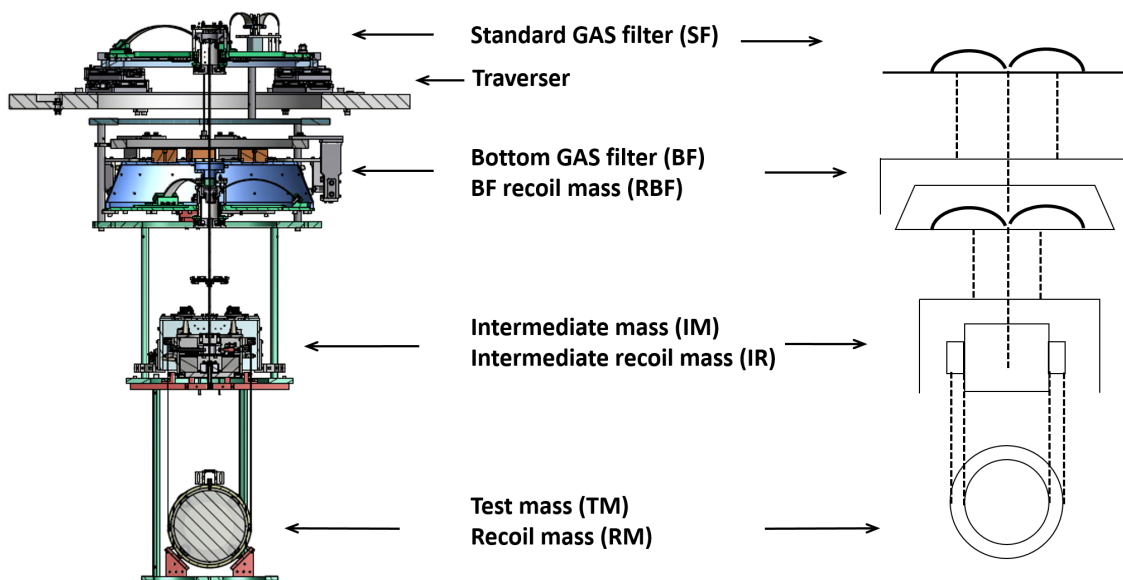 Standard GAS filter (SF)
Traverser
Bottom GAS filter (BF)
BF recoil mass (RBF)
Intermediate mass (IM)
Intermediate recoil mass (IR)
Test mass (TM)
Recoil mass (RM)